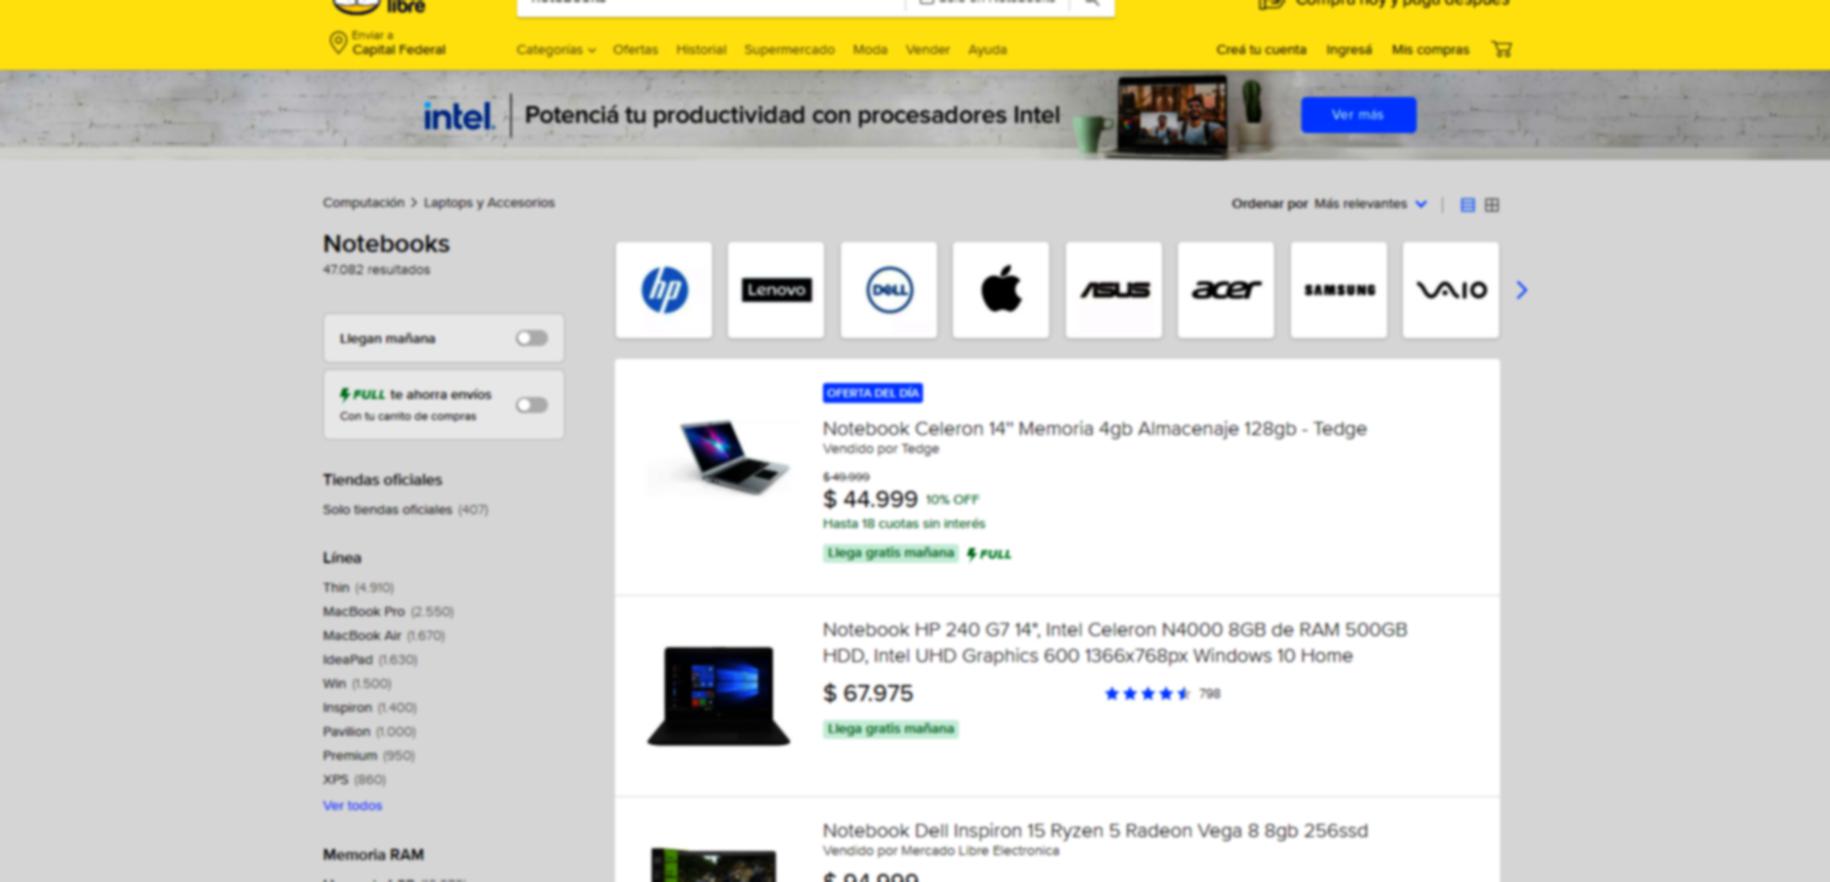 libre
notebooks
Compra hoy y paga después
Enviar a
Capital Federal
Categorías
Ofertas
Historial
Supermercado
Moda
Vender
Ayuda
Creá tu cuenta
Ingresá
Mis compras
intel.
Potenciá tu productividad con procesadores Intel
Ver más
Computación > Laptops y Accesorios
Ordenar por Más relevantes
Notebooks
47.082 resultados
hp
Lenovo
DELL
ASUS
acer
SAMSUNG
VAIO
Llegan mañana
FULL te ahorra envíos
Con tu carrito de compras
Tiendas oficiales
Solo tiendas oficiales (407)
Línea
Thin (4.910)
MacBook Pro (2.550)
MacBook Air (1.670)
IdeaPad (1.630)
Win (1.500)
Inspiron (1.400)
Pavilion (1.000)
Premium (950)
XPS (860)
Ver todos
Memoria RAM
OFERTA DEL DÍA
Notebook Celeron 14" Memoria 4gb Almacenaje 128gb - Tedge
Vendido por Tedge
$ 49.999
$ 44.999 10% OFF
Hasta 18 cuotas sin interés
Llega gratis mañana FULL
Notebook HP 240 G7 14", Intel Celeron N4000 8GB de RAM 500GB
HDD, Intel UHD Graphics 600 1366x768px Windows 10 Home
$ 67.975
798
Llega gratis mañana
Notebook Dell Inspiron 15 Ryzen 5 Radeon Vega 8 8gb 256ssd
Vendido por Mercado Libre Electronica
$ 94.999